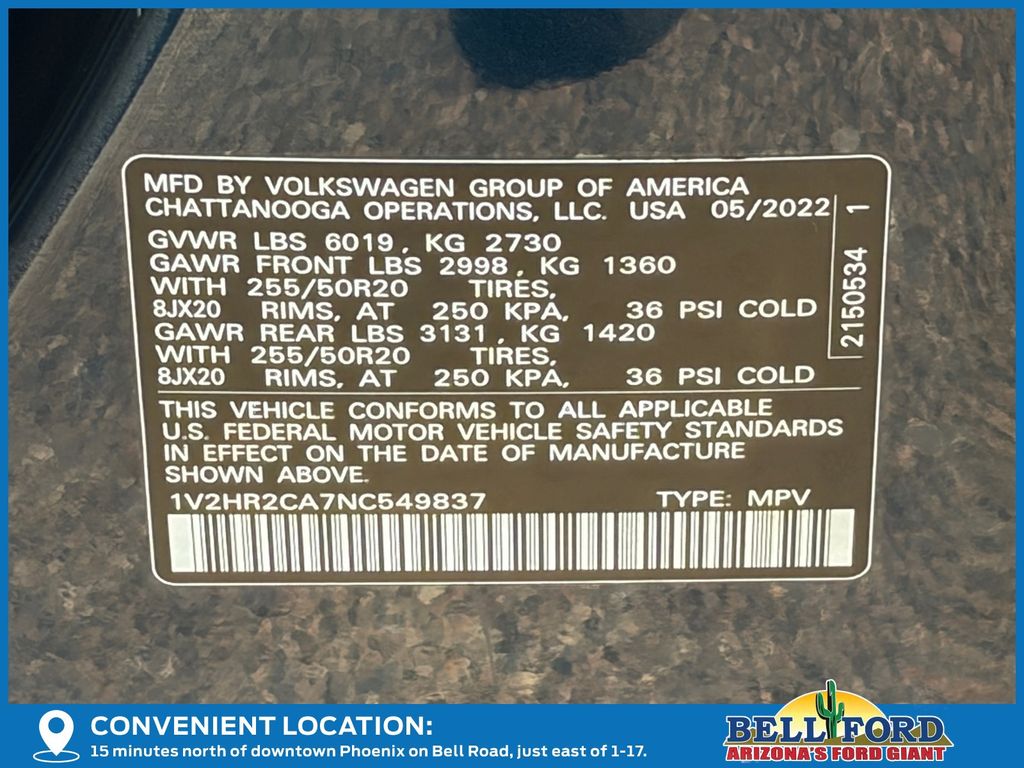 MFD BY VOLKSWAGEN GROUP OF AMERICA
CHATTANOOGA OPERATIONS, LLC. USA 05/2022
GVWR LBS 6019, KG 2730
GAWR FRONT LBS 2998, KG 1360
WITH 255/50R20 TIRES,
8JX20 RIMS, AT 250 KPA, 36 PSI COLD
GAWR REAR LBS 3131, KG 1420
WITH 255/50R20 TIRES,
8JX20 RIMS, AT 250 KPA, 36 PSI COLD
2150534 1
THIS VEHICLE CONFORMS TO ALL APPLICABLE
U.S. FEDERAL MOTOR VEHICLE SAFETY STANDARDS
IN EFFECT ON THE DATE OF MANUFACTURE
SHOWN ABOVE.
1V2HR2CA7NC549837 TYPE: MPV
CONVENIENT LOCATION:
15 minutes north of downtown Phoenix on Bell Road, just east of 1-17.
BELL FORD
ARIZONA'S FORD GIANT